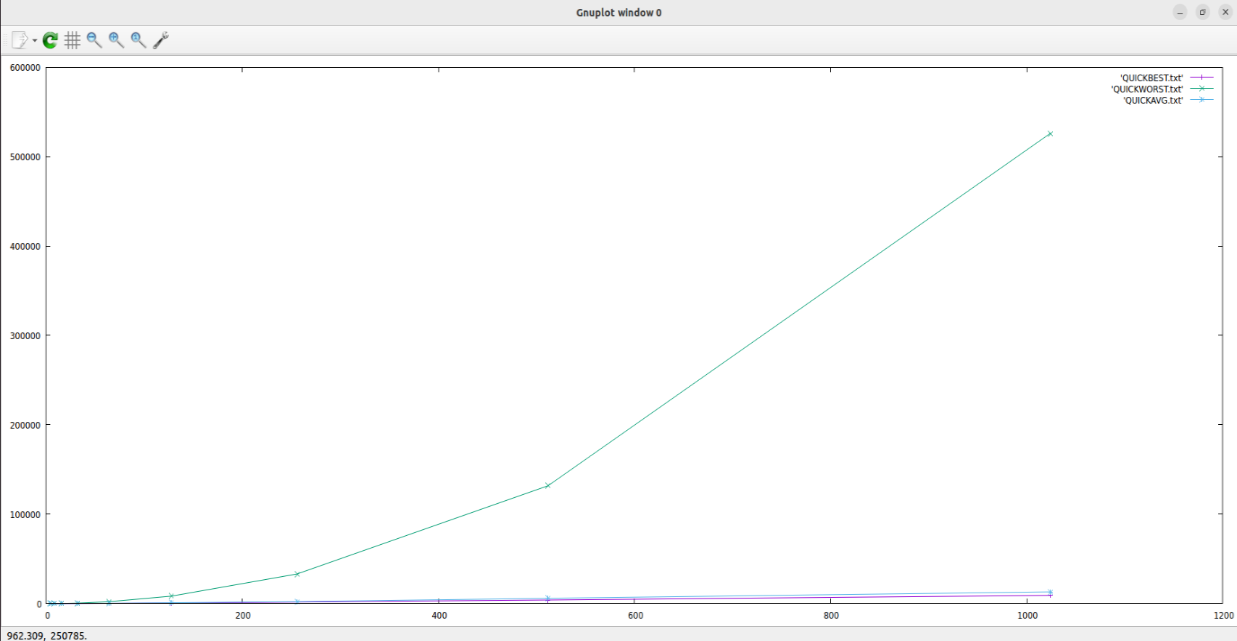 Gnuplot window 0
600000
500000
400000
300000
200000
100000
0
'QUICKBEST.txt'
'QUICKWORST.txt'
'QUICKAVG.txt'
0 200 400 600 800 1000 1200
962.309, 250785.